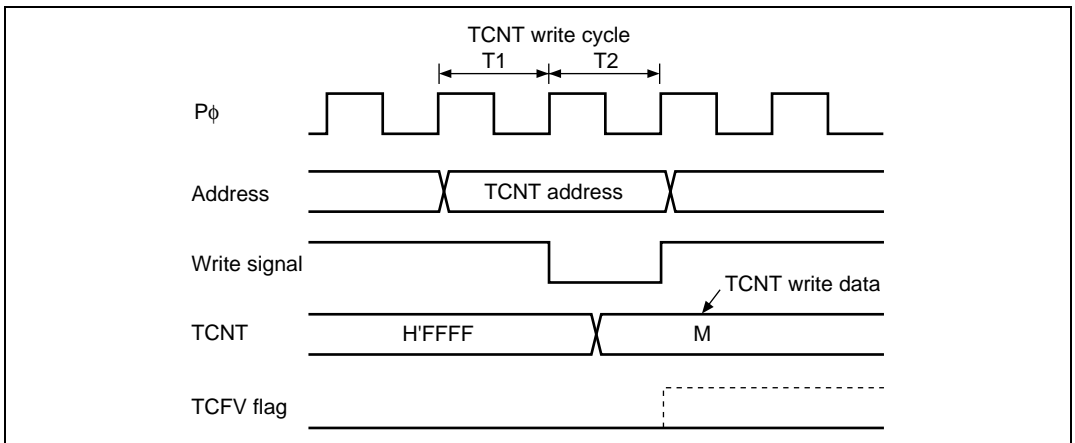 TCNT write cycle
T1 T2
Pϕ
Address TCNT address
Write signal
TCNT write data
TCNT H'FFFF M
TCFV flag